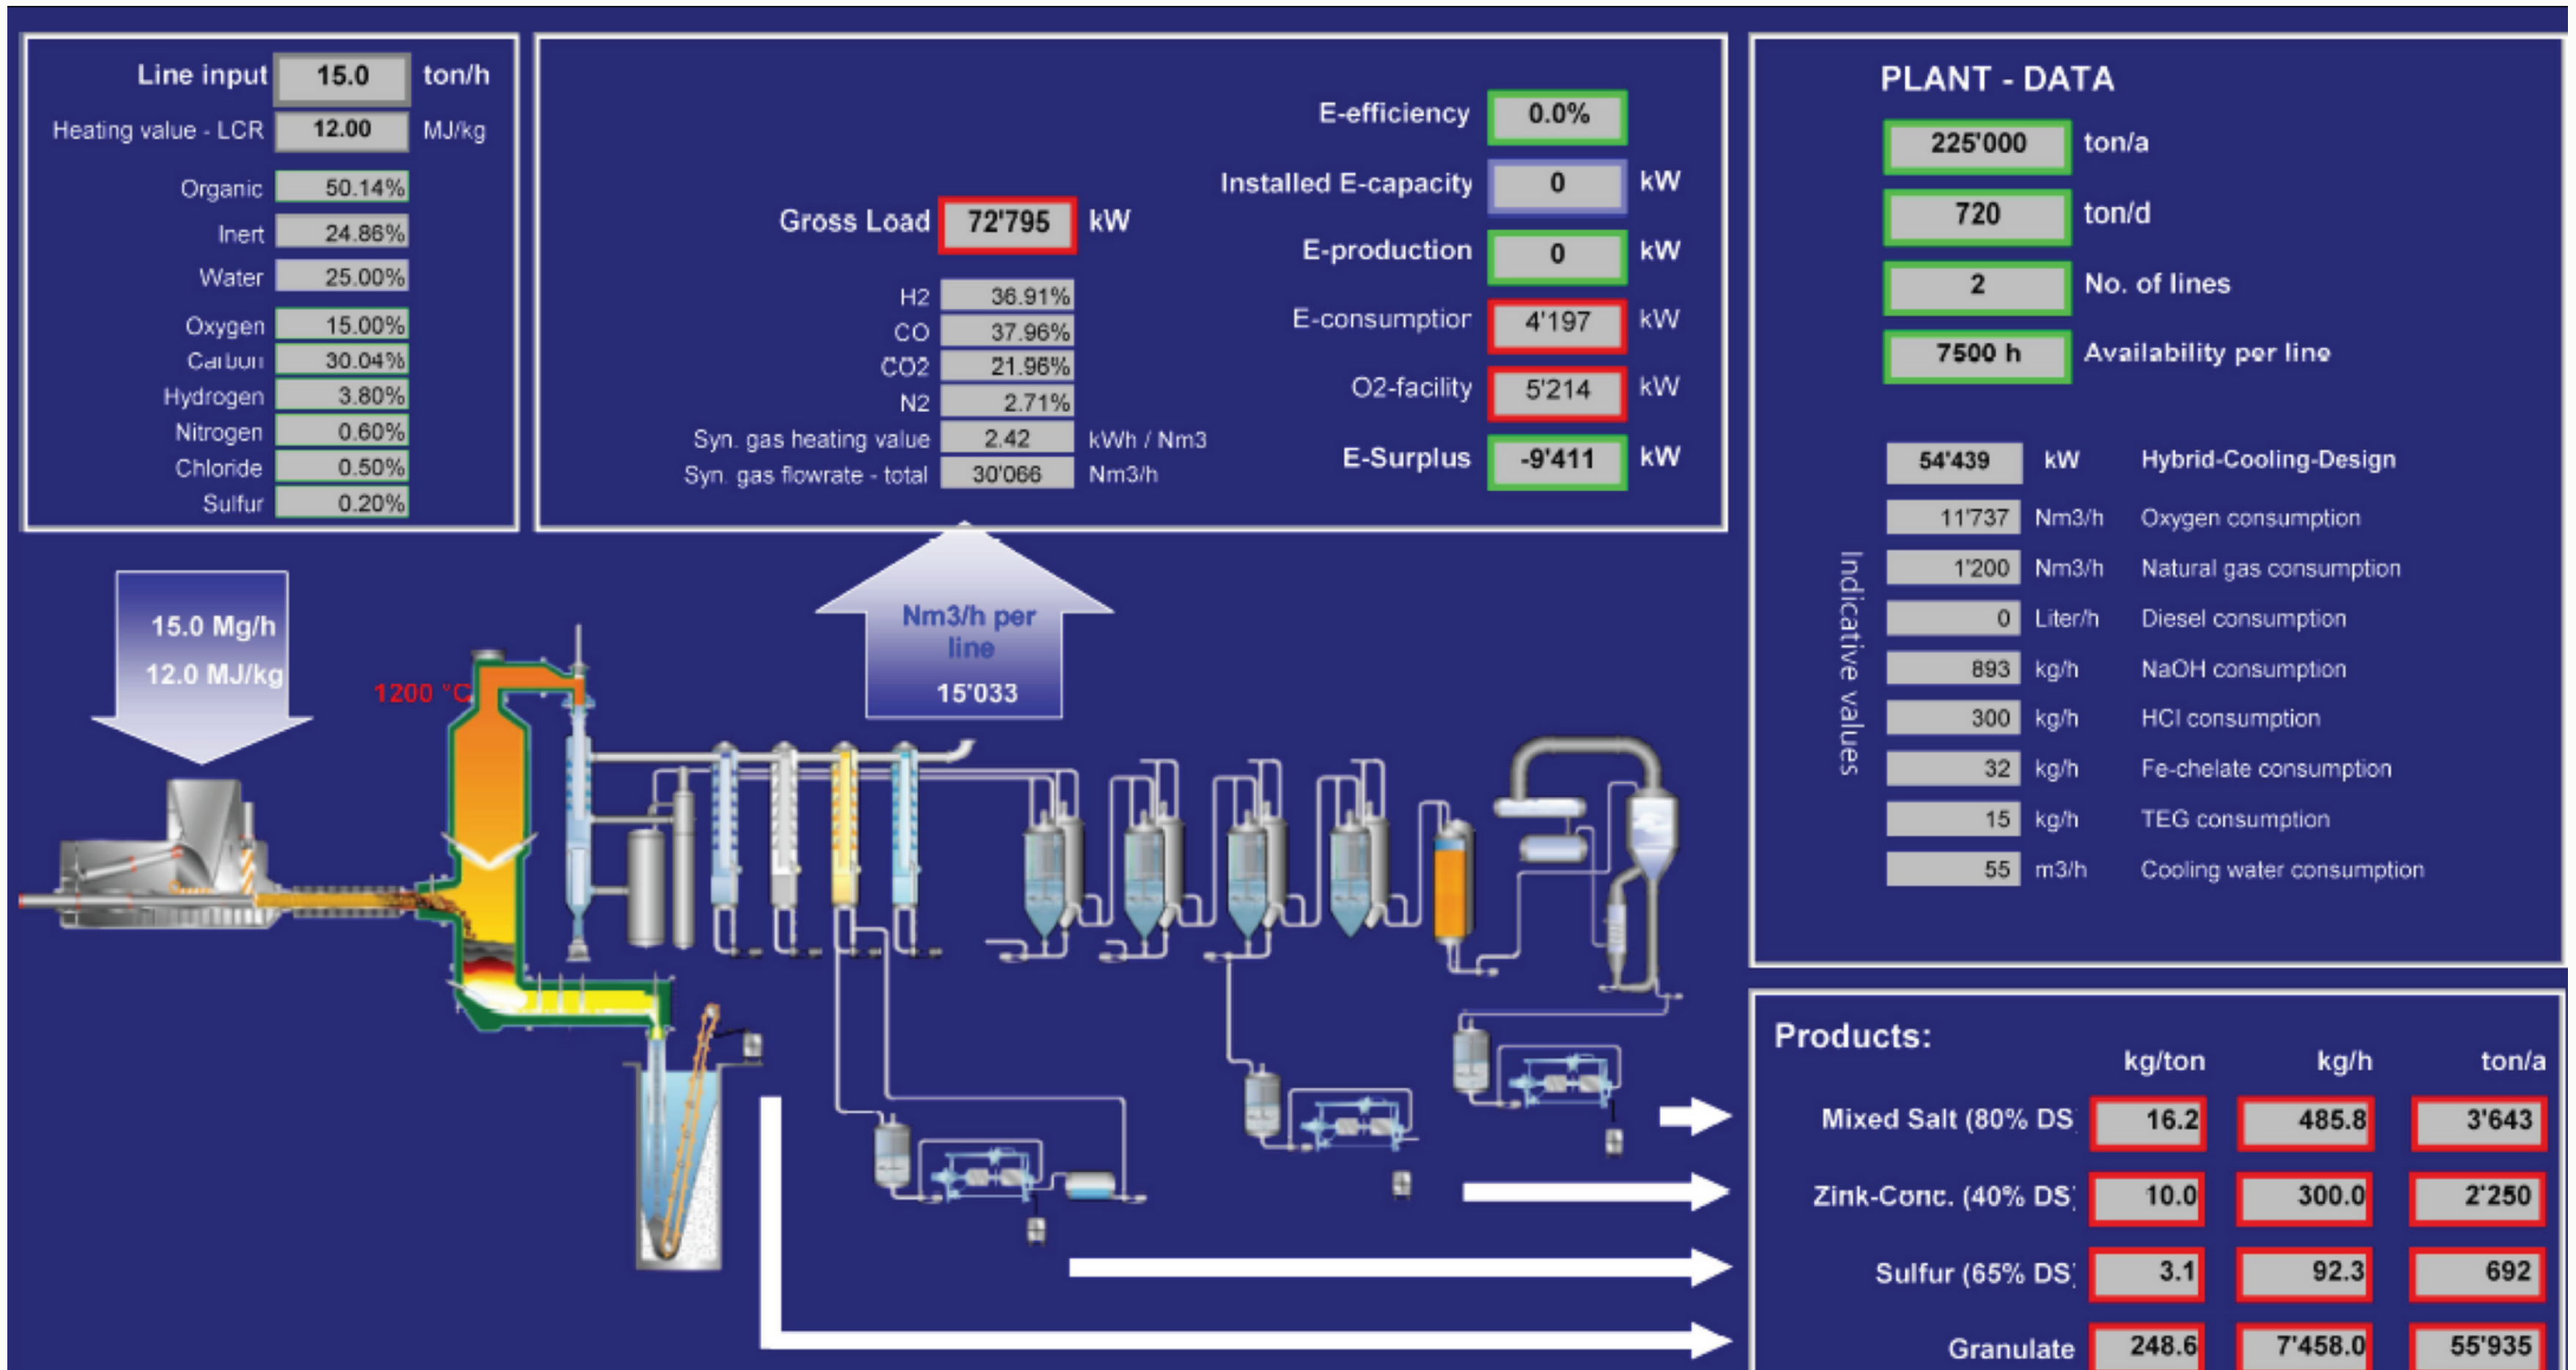 Line input 15.0 ton/h
Heating value - LCR 12.00 MJ/kg
Organic 50.14%
Inert 24.86%
Water 25.00%
Oxygen 15.00%
Carbon 30.04%
Hydrogen 3.80%
Nitrogen 0.60%
Chloride 0.50%
Sulfur 0.20%
Gross Load 72'795 kW
H2 36.91%
CO 37.96%
CO2 21.96%
N2 2.71%
Syn. gas heating value 2.42 kWh / Nm3
Syn. gas flowrate - total 30'066 Nm3/h
E-efficiency 0.0%
Installed E-capacity 0 kW
E-production 0 kW
E-consumption 4'197 kW
O2-facility 5'214 kW
E-Surplus -9'411 kW
PLANT - DATA
225'000 ton/a
720 ton/d
2 No. of lines
7500 h Availability per line
Indicative values
54'439 kW Hybrid-Cooling-Design
11'737 Nm3/h Oxygen consumption
1'200 Nm3/h Natural gas consumption
0 Liter/h Diesel consumption
893 kg/h NaOH consumption
300 kg/h HCl consumption
32 kg/h Fe-chelate consumption
15 kg/h TEG consumption
55 m3/h Cooling water consumption
15.0 Mg/h
12.0 MJ/kg
1200 °C
Nm3/h per
line
15'033
Products:
kg/ton kg/h ton/a
Mixed Salt (80% DS) 16.2 485.8 3'643
Zink-Conc. (40% DS) 10.0 300.0 2'250
Sulfur (65% DS) 3.1 92.3 692
Granulate 248.6 7'458.0 55'935